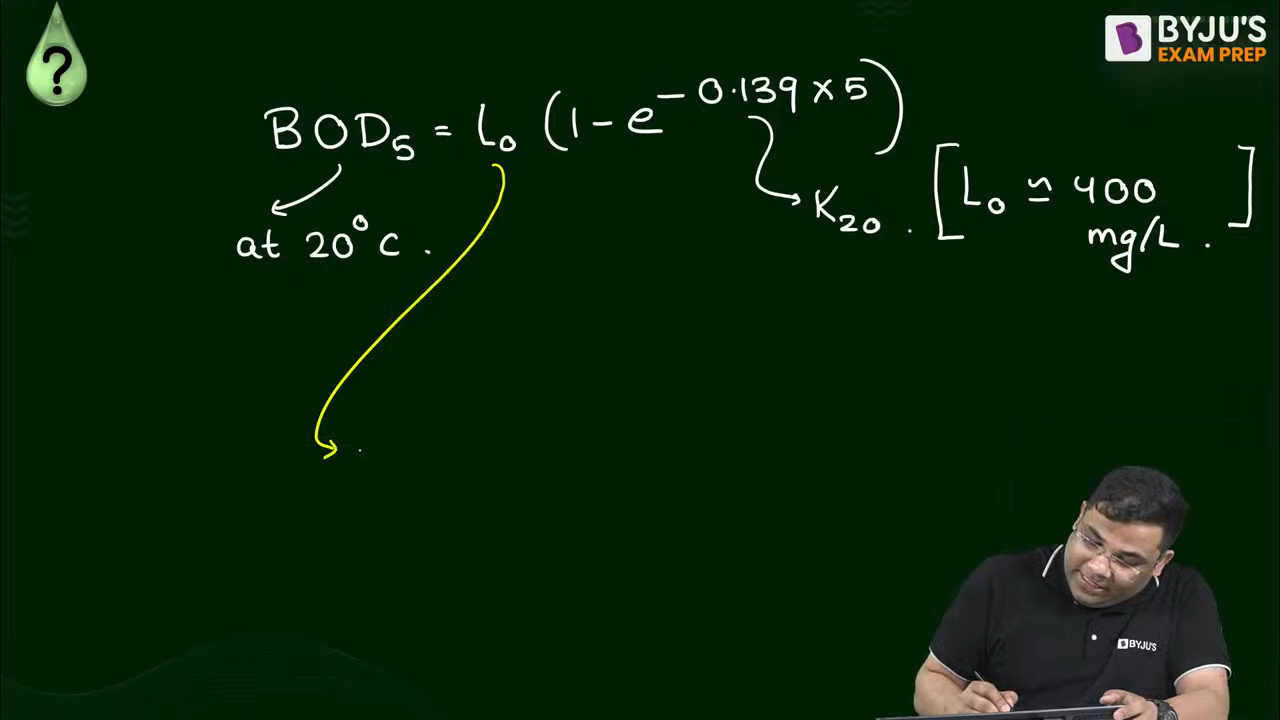 ?
BYJU'S
EXAM PREP
BOD₅ = L₀ (1 - e^{-0.139 × 5})
at 20°C.
K₂₀.
[L₀ ≃ 400
mg/L.]
BYJU'S